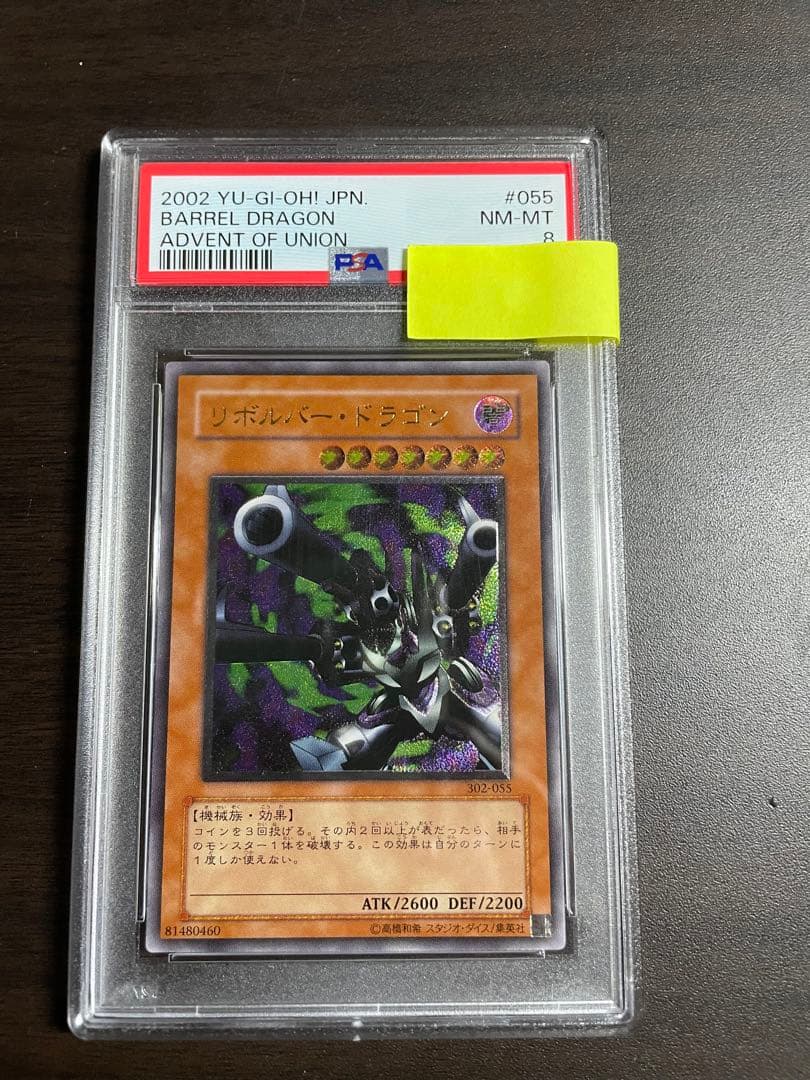 2002 YU-GI-OH! JPN. #055
BARREL DRAGON NM-MT
ADVENT OF UNION 8
PSA
リボルバー・ドラゴン 闇
302-055
【機械族・効果】
コインを3回投げる。その内2回以上が表だったら、相手
のモンスター1体を破壊する。この効果は自分のターンに
1度しか使えない。
ATK/2600 DEF/2200
81480460 ©高橋和希 スタジオ・ダイス/集英社